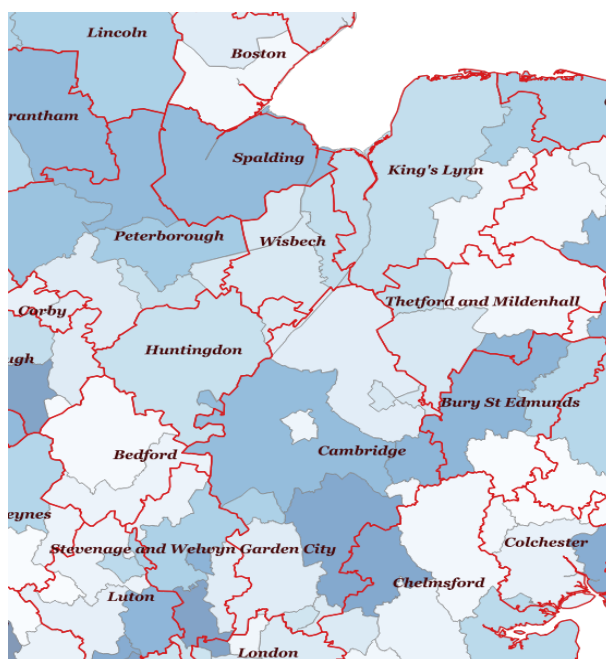 Lincoln
Boston
rantham
Spalding
King's Lynn
Peterborough
Wisbech
Thetford and Mildenhall
Corby
Huntingdon
ugh
Bury St Edmunds
Bedford
Cambridge
eynes
Stevenage and Welwyn Garden City
Colchester
Luton
Chelmsford
London